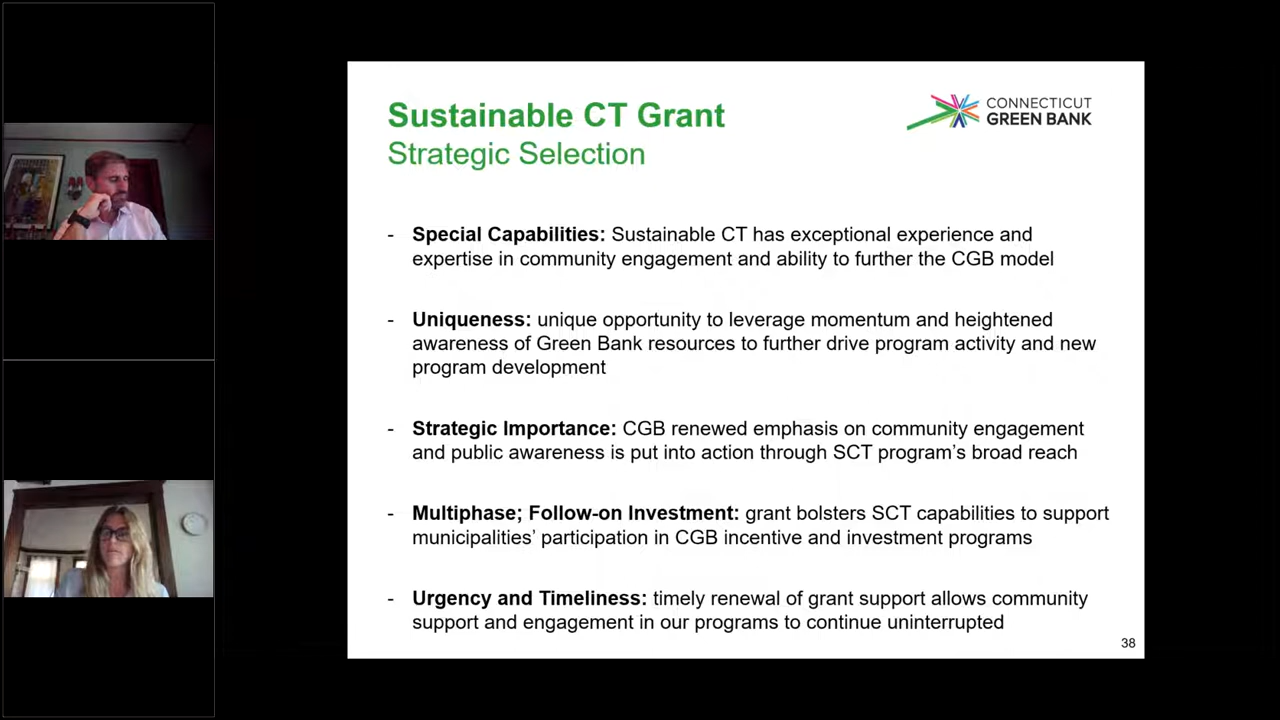 Sustainable CT Grant
Strategic Selection
CONNECTICUT
GREEN BANK
- Special Capabilities: Sustainable CT has exceptional experience and
expertise in community engagement and ability to further the CGB model
- Uniqueness: unique opportunity to leverage momentum and heightened
awareness of Green Bank resources to further drive program activity and new
program development
- Strategic Importance: CGB renewed emphasis on community engagement
and public awareness is put into action through SCT program’s broad reach
- Multiphase; Follow-on Investment: grant bolsters SCT capabilities to support
municipalities’ participation in CGB incentive and investment programs
- Urgency and Timeliness: timely renewal of grant support allows community
support and engagement in our programs to continue uninterrupted
38